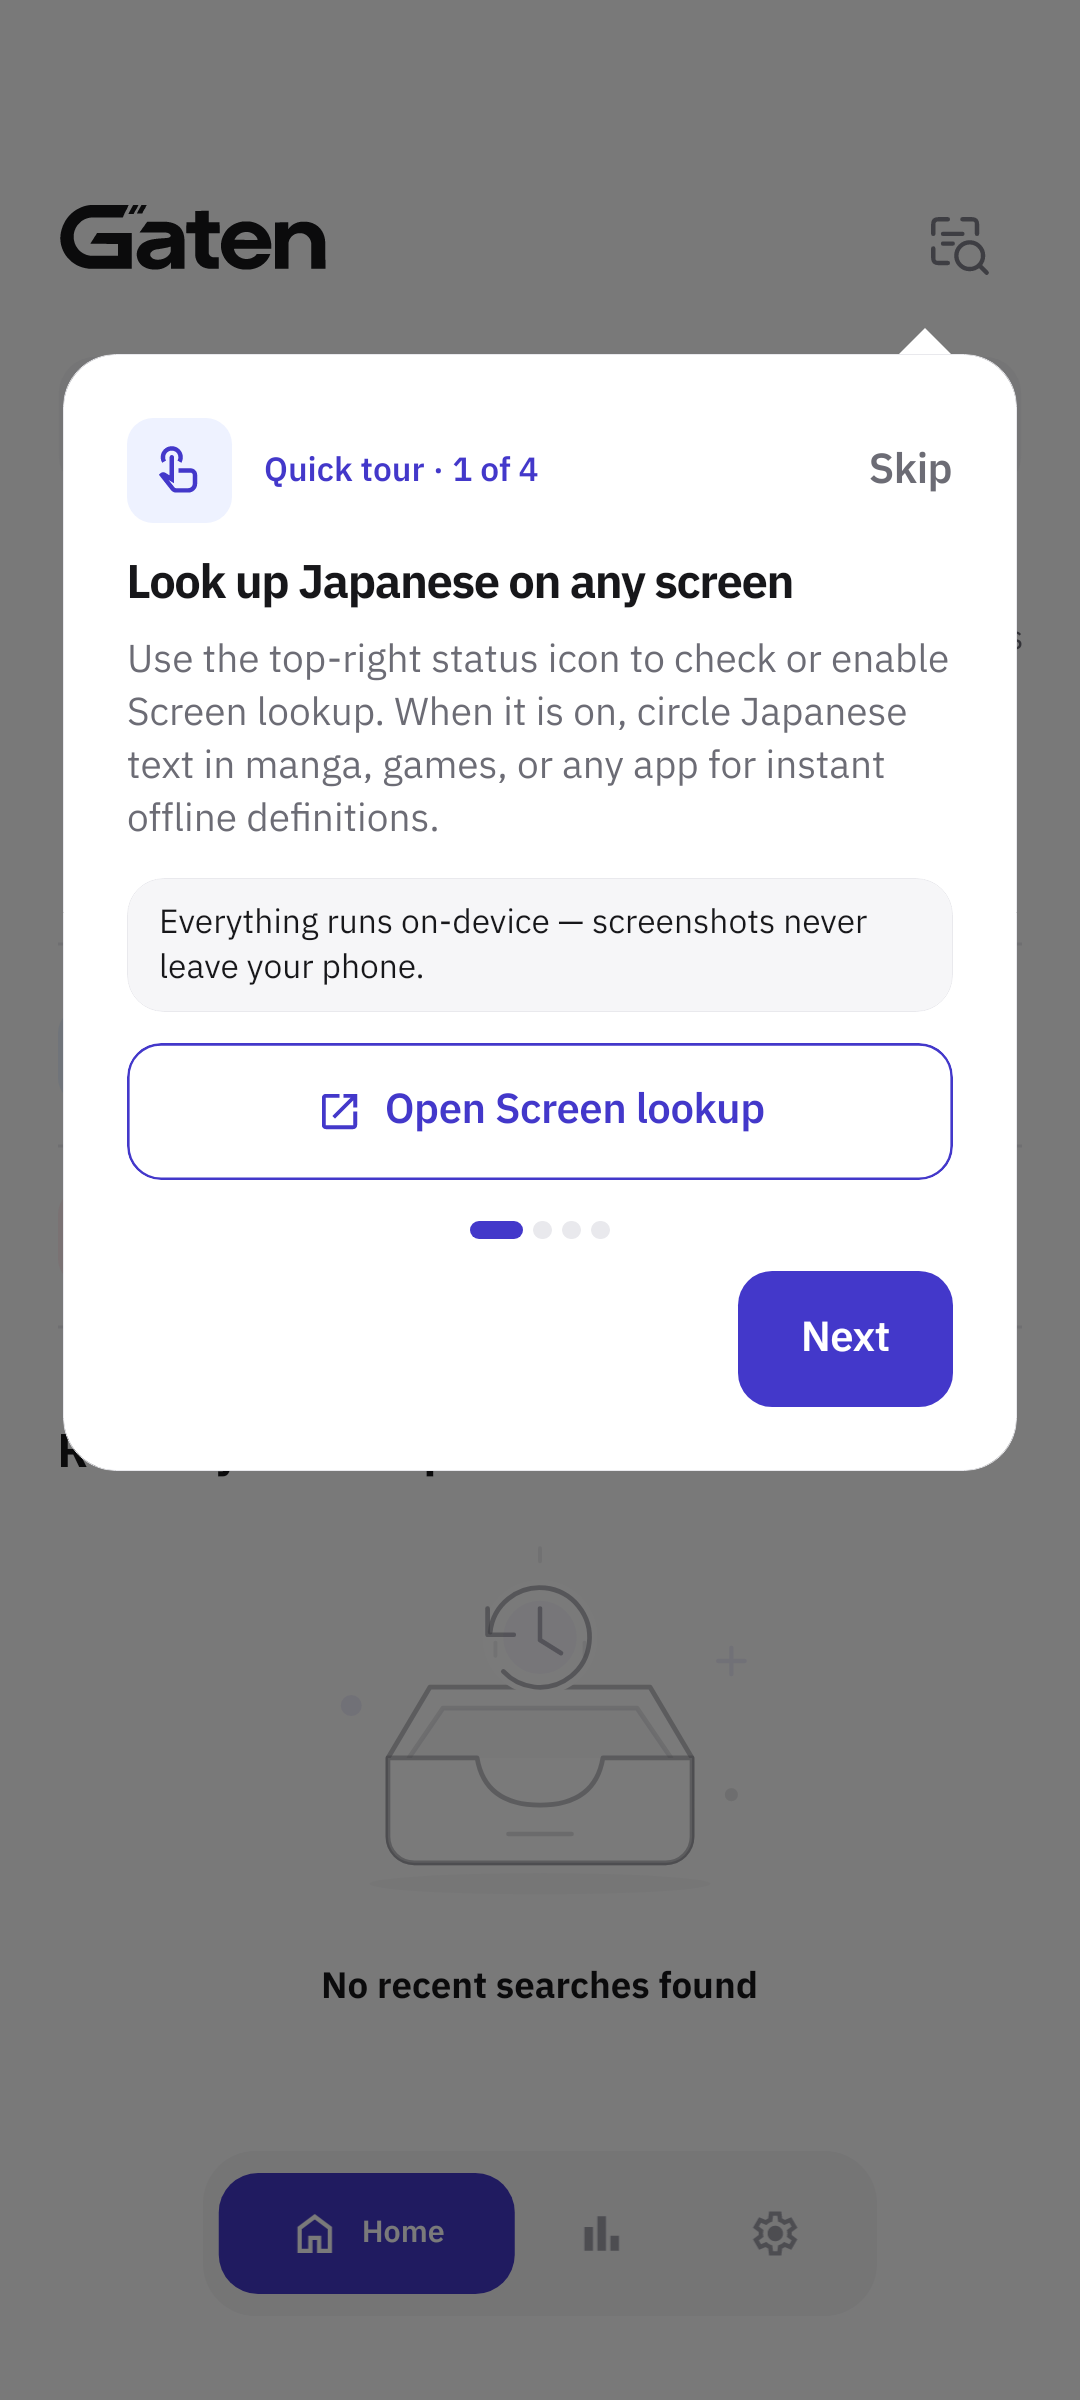 Gaten
Quick tour · 1 of 4
Skip
Look up Japanese on any screen
Use the top-right status icon to check or enable
Screen lookup. When it is on, circle Japanese
text in manga, games, or any app for instant
offline definitions.
Everything runs on-device — screenshots never
leave your phone.
Open Screen lookup
Next
No recent searches found
Home